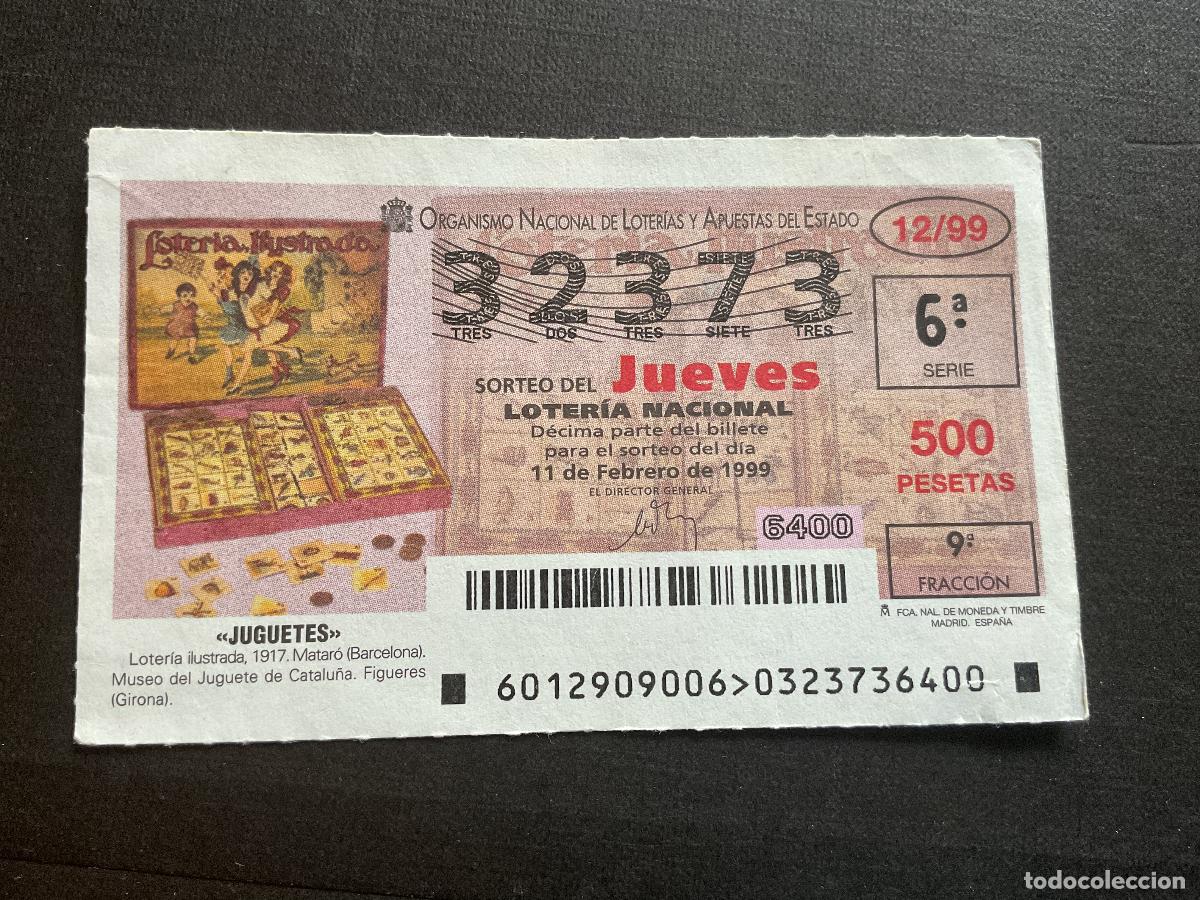 Lotería Ilustrada
ORGANISMO NACIONAL DE LOTERÍAS Y APUESTAS DEL ESTADO
12/99
32373
TRES DOS TRES SIETE TRES
6ª
SERIE
SORTEO DEL Jueves
LOTERÍA NACIONAL
Décima parte del billete
para el sorteo del día
11 de Febrero de 1999
EL DIRECTOR GENERAL
500
PESETAS
6400
9ª
FRACCIÓN
FCA. NAL. DE MONEDA Y TIMBRE
MADRID. ESPAÑA
«JUGUETES»
Lotería ilustrada, 1917. Mataró (Barcelona).
Museo del Juguete de Cataluña. Figueres
(Girona).
6012909006>0323736400
todocoleccion